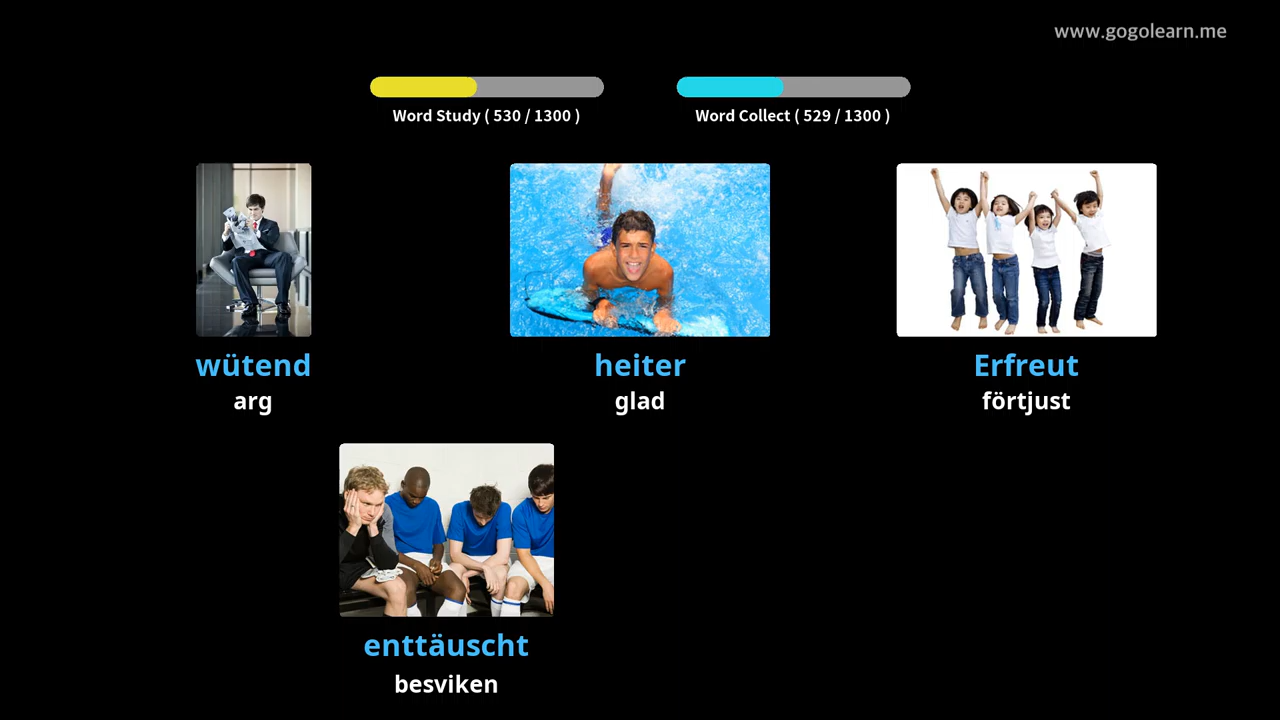 www.gogolearn.me
Word Study ( 530 / 1300 )
Word Collect ( 529 / 1300 )
wütend
arg
heiter
glad
Erfreut
förtjust
enttäuscht
besviken